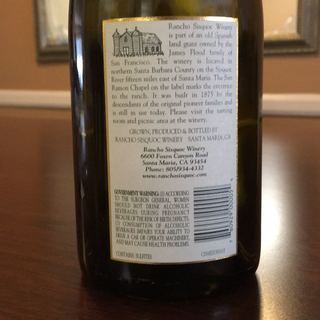 Rancho Sisquoc Winery
is part of an old Spanish
land grant owned by the
James Flood family of
San Francisco. The winery is located in
northern Santa Barbara County on the Sisquoc
River fifteen miles east of Santa Maria. The San
Ramon Chapel on the label marks the entrance
to the ranch. It was built in 1875 by the
descendants of the original pioneer families and
is still in use today. Please visit the tasting
room and picnic area at the winery.
GROWN, PRODUCED & BOTTLED BY
RANCHO SISQUOC WINERY SANTA MARIA, CA
Rancho Sisquoc Winery
6600 Foxen Canyon Road
Santa Maria, CA 93454
Phone: 805/934-4332
www.ranchosisquoc.com
GOVERNMENT WARNING: (1) ACCORDING
TO THE SURGEON GENERAL, WOMEN
SHOULD NOT DRINK ALCOHOLIC
BEVERAGES DURING PREGNANCY
BECAUSE OF THE RISK OF BIRTH DEFECTS.
(2) CONSUMPTION OF ALCOHOLIC
BEVERAGES IMPAIRS YOUR ABILITY TO
DRIVE A CAR OR OPERATE MACHINERY,
AND MAY CAUSE HEALTH PROBLEMS.
CONTAINS SULFITES
CHARDONNAY